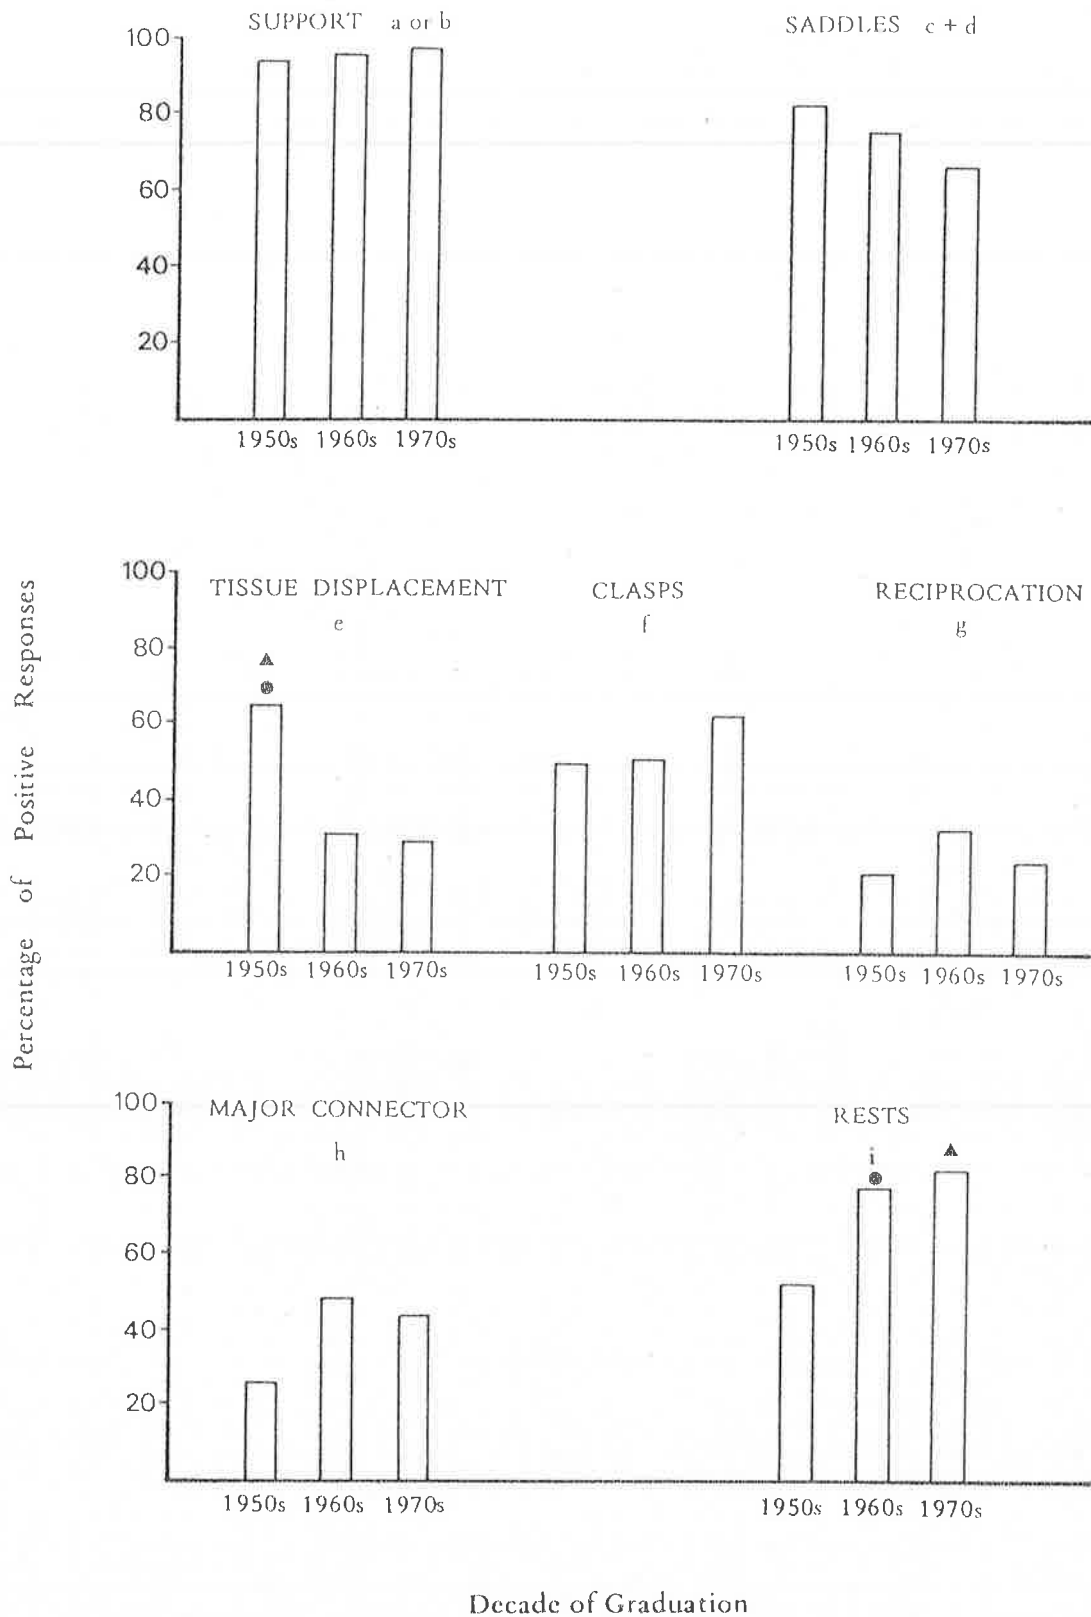 SUPPORT a or b
SADDLES c + d
100
80
60
40
20
1950s 1960s 1970s
1950s 1960s 1970s
Percentage of Positive Responses
100
80
60
40
20
TISSUE DISPLACEMENT
e
CLASPS
f
RECIPROCATION
g
1950s 1960s 1970s
1950s 1960s 1970s
1950s 1960s 1970s
100
80
60
40
20
MAJOR CONNECTOR
h
RESTS
i
1950s 1960s 1970s
1950s 1960s 1970s
Decade of Graduation